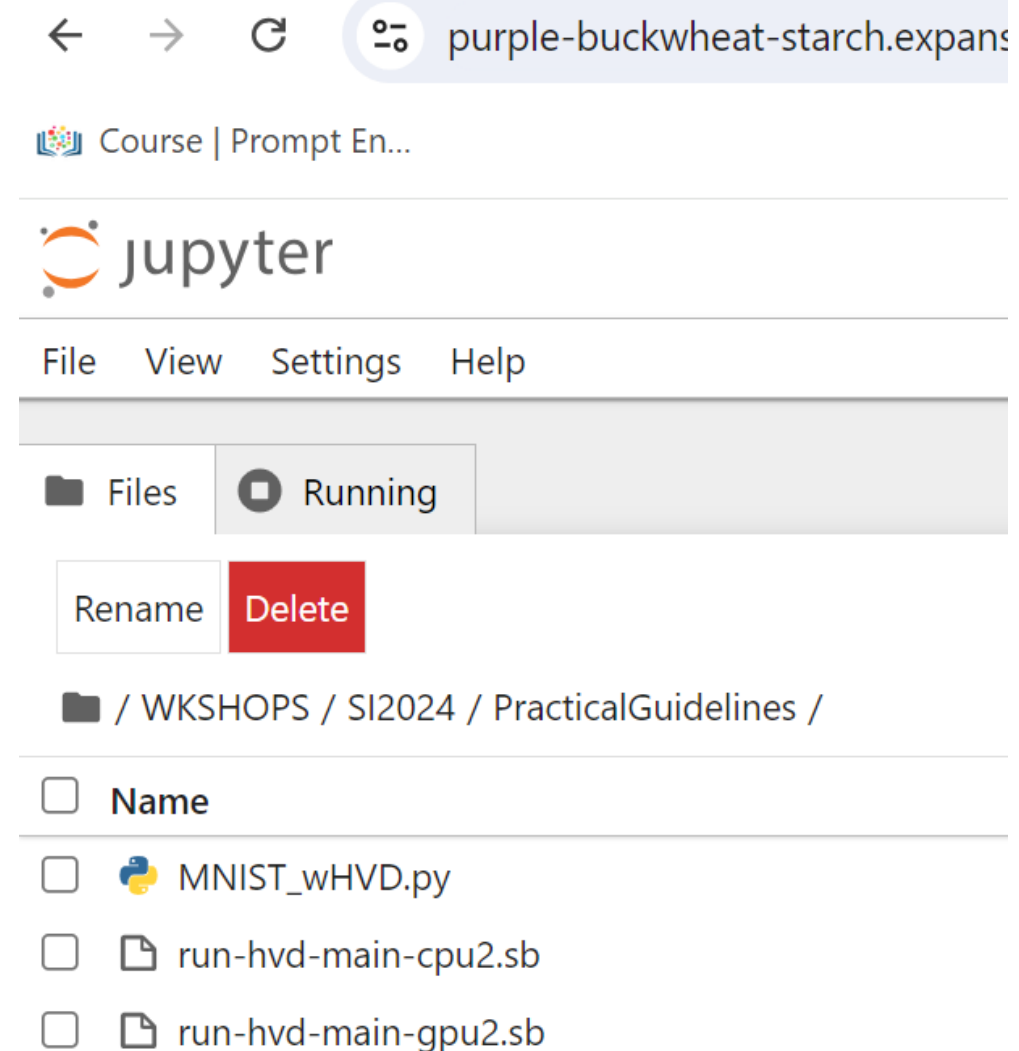 purple-buckwheat-starch.expans
Course | Prompt En...
jupyter
File View Settings Help
Files Running
Rename Delete
/ WKSHOPS / SI2024 / PracticalGuidelines /
Name
MNIST_wHVD.py
run-hvd-main-cpu2.sb
run-hvd-main-gpu2.sb